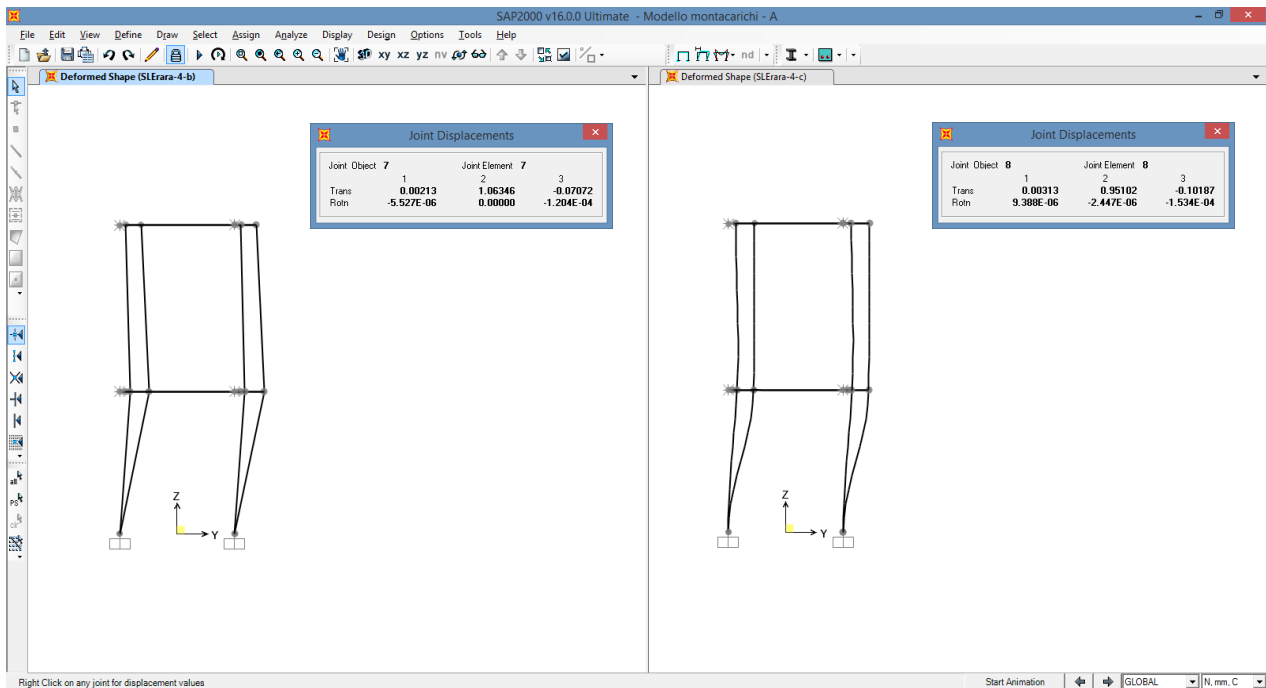 SAP2000 v16.0.0 Ultimate - Modello montacarichi - A
File Edit View Define Draw Select Assign Analyze Display Design Options Tools Help
3D xy xz yz nv nd
Deformed Shape (SLErara-4-b)
Deformed Shape (SLErara-4-c)
Joint Displacements
Joint Object 7 Joint Element 7
1 2 3
Trans 0.00213 1.06346 -0.07072
Rotn -5.527E-06 0.00000 -1.204E-04
Joint Displacements
Joint Object 8 Joint Element 8
1 2 3
Trans 0.00313 0.95102 -0.10187
Rotn 9.388E-06 -2.447E-06 -1.534E-04
all
PS
clr
Z
Y
Z
Y
Right Click on any joint for displacement values
Start Animation GLOBAL N, mm, C